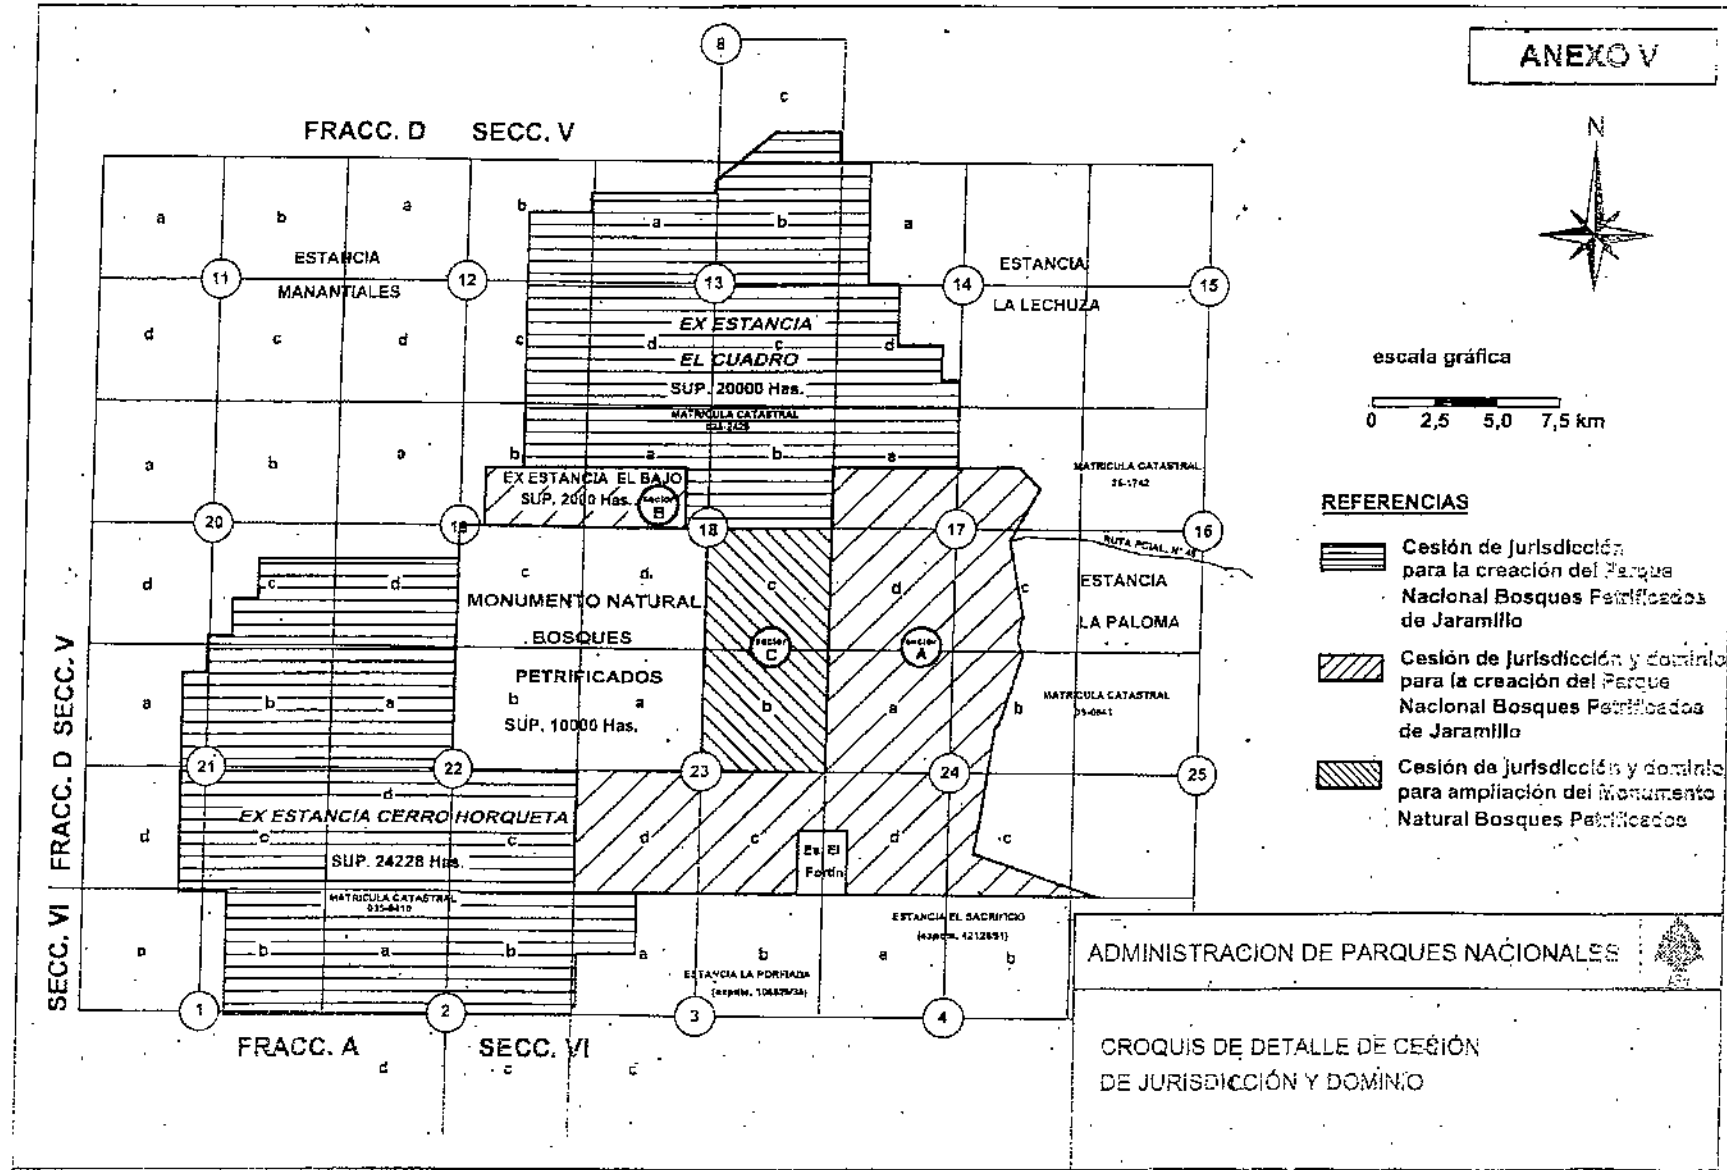 ANEXO V
8
c
N
FRACC. D SECC. V
a b a b a b a
ESTANCIA
MANANTIALES
ESTANCIA
LA LECHUZA
11 12 13 14 15
d c d c d c d
EX ESTANCIA
EL CUADRO
SUP. 20000 Has.
MATRICULA CATASTRAL
escala gráfica
0 2,5 5,0 7,5 km
a b a b a b a
EX ESTANCIA EL BAJO
SUP. 2000 Has.
sector
B
MATRICULA CATASTRAL
25-1742
20 19 18 17 16
RUTA PCIAL. Nº 49
REFERENCIAS
Cesión de jurisdicción
para la creación del Parque
Nacional Bosques Petrificados
de Jaramillo
Cesión de jurisdicción y dominio
para la creación del Parque
Nacional Bosques Petrificados
de Jaramillo
Cesión de jurisdicción y dominio
para ampliación del Monumento
Natural Bosques Petrificados
d c d c d c d c
MONUMENTO NATURAL
BOSQUES
PETRIFICADOS
SUP. 10000 Has.
sector
C
sector
A
ESTANCIA
LA PALOMA
a b a b a b a b
MATRICULA CATASTRAL
21 22 23 24 25
SECC. VI FRACC. D SECC. V
d c d c d c d c
EX ESTANCIA CERRO HORQUETA
SUP. 24228 Has.
MATRICULA CATASTRAL
Ea. El
Fortín
a b a b a b a b
ESTANCIA EL SACRIFICIO
ESTANCIA LA PORFIADA
1 2 3 4
FRACC. A SECC. VI
d c c
ADMINISTRACION DE PARQUES NACIONALES
CROQUIS DE DETALLE DE CESIÓN
DE JURISDICCIÓN Y DOMINIO